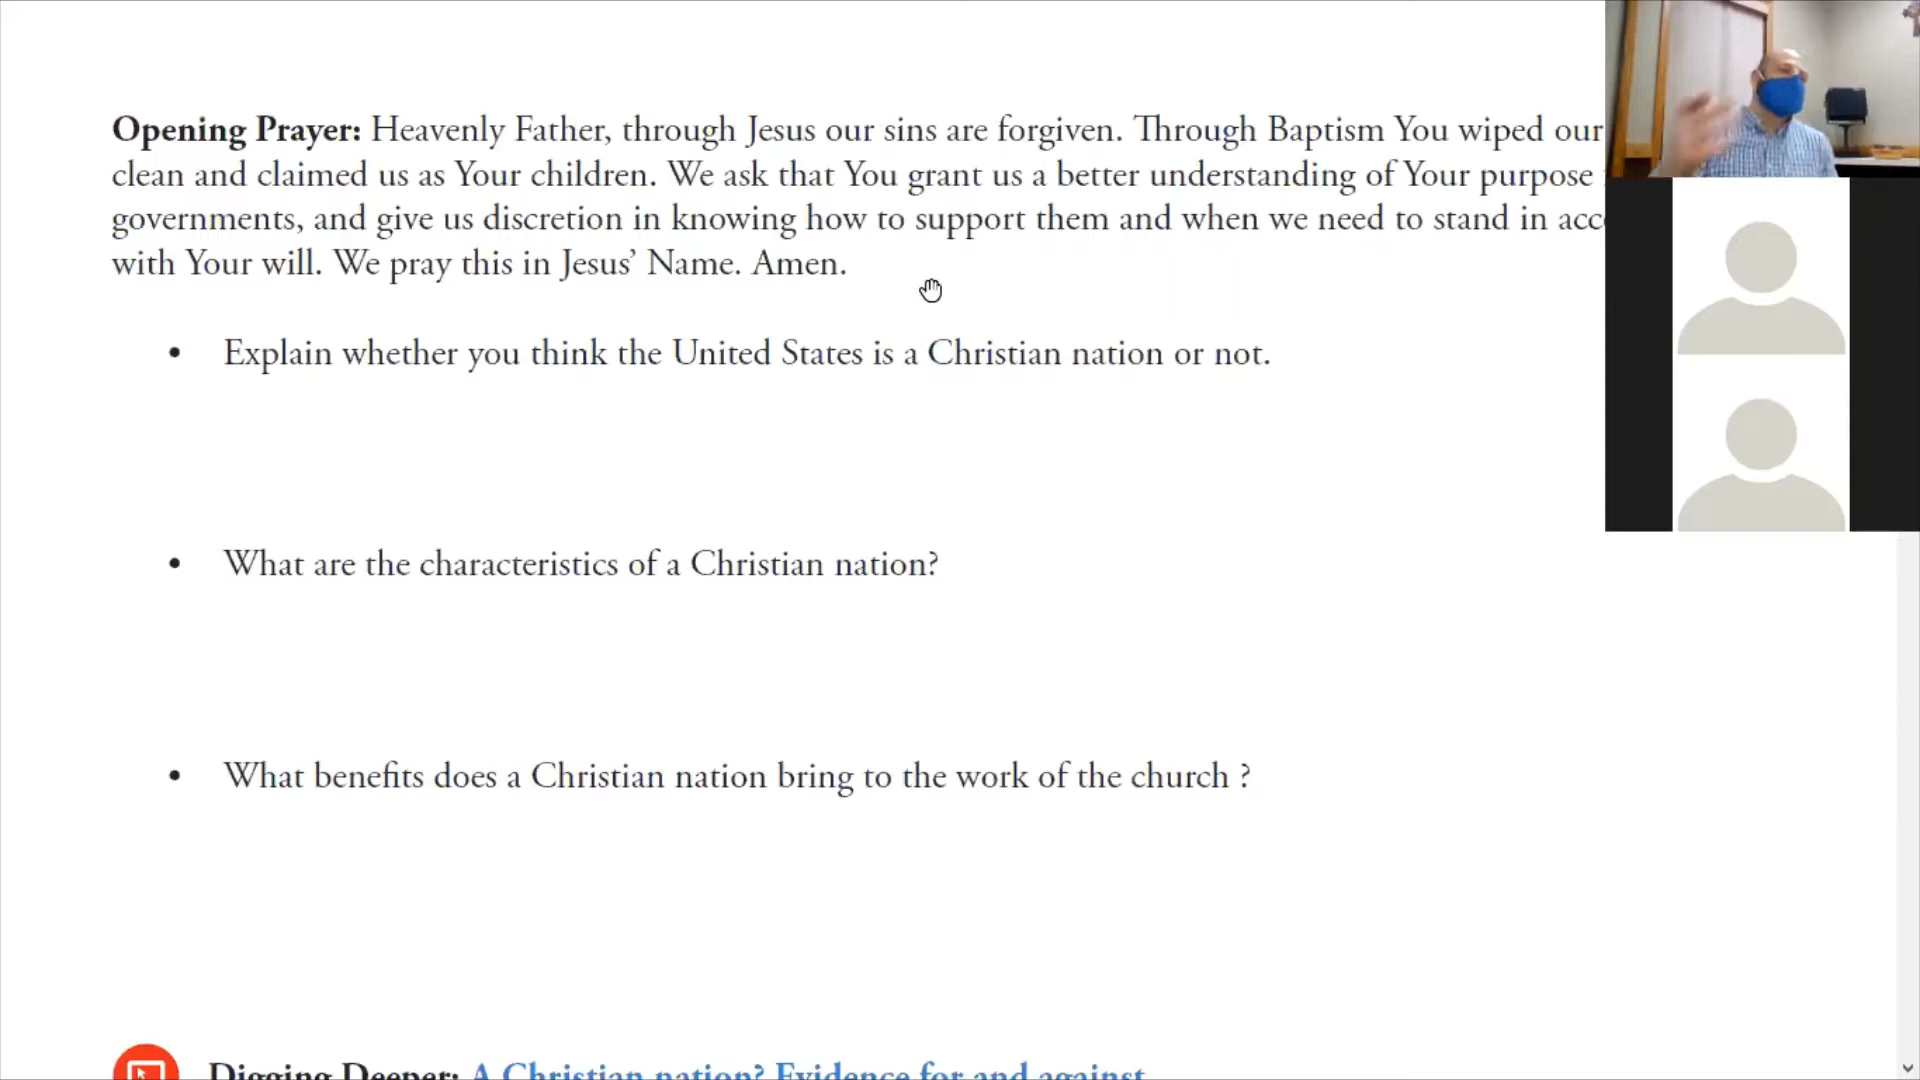 Opening Prayer: Heavenly Father, through Jesus our sins are forgiven. Through Baptism You wiped our
clean and claimed us as Your children. We ask that You grant us a better understanding of Your purpose
governments, and give us discretion in knowing how to support them and when we need to stand in acc
with Your will. We pray this in Jesus’ Name. Amen.
• Explain whether you think the United States is a Christian nation or not.
• What are the characteristics of a Christian nation?
• What benefits does a Christian nation bring to the work of the church ?
Digging Deeper: A Christian nation? Evidence for and against